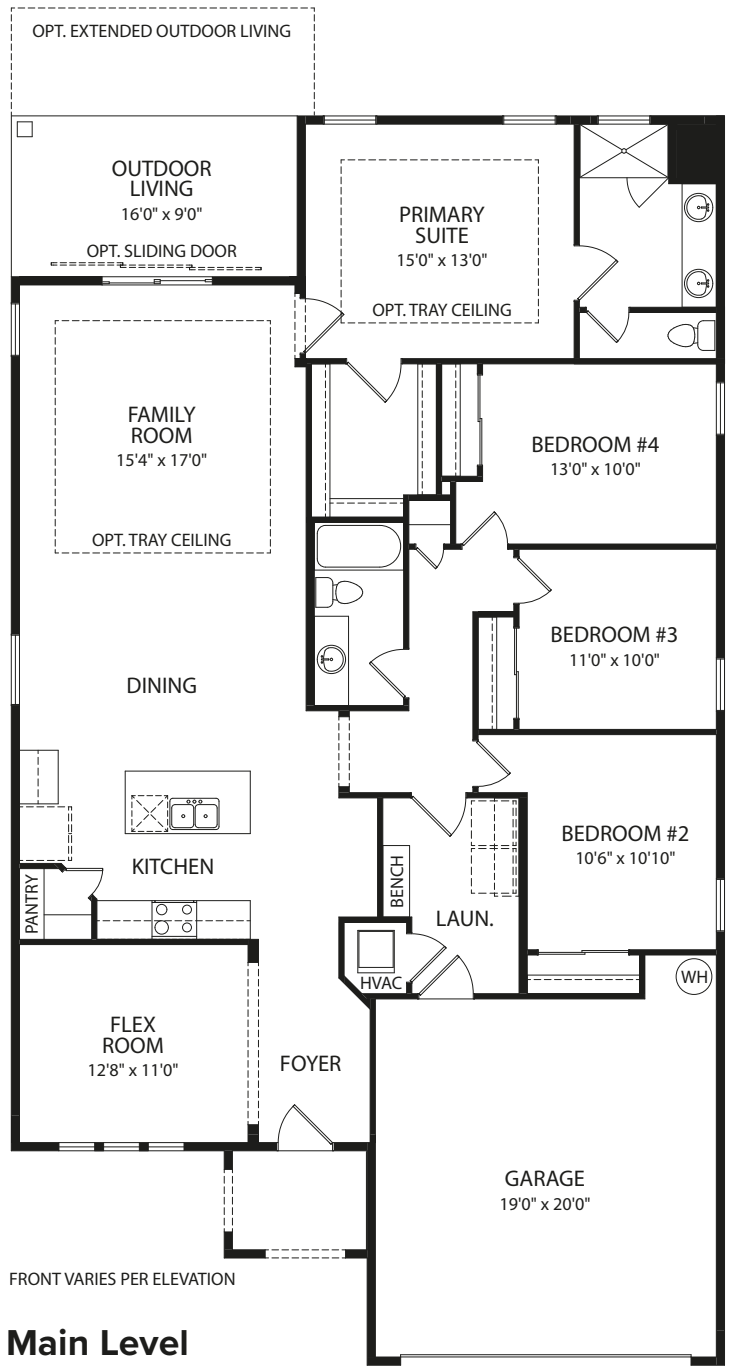 OPT. EXTENDED OUTDOOR LIVING
OUTDOOR
LIVING
16'0" x 9'0"
OPT. SLIDING DOOR
PRIMARY
SUITE
15'0" x 13'0"
OPT. TRAY CEILING
FAMILY
ROOM
15'4" x 17'0"
OPT. TRAY CEILING
BEDROOM #4
13'0" x 10'0"
BEDROOM #3
11'0" x 10'0"
DINING
BEDROOM #2
10'6" x 10'10"
KITCHEN
PANTRY
BENCH
LAUN.
HVAC
WH
FLEX
ROOM
12'8" x 11'0"
FOYER
GARAGE
19'0" x 20'0"
FRONT VARIES PER ELEVATION
Main Level